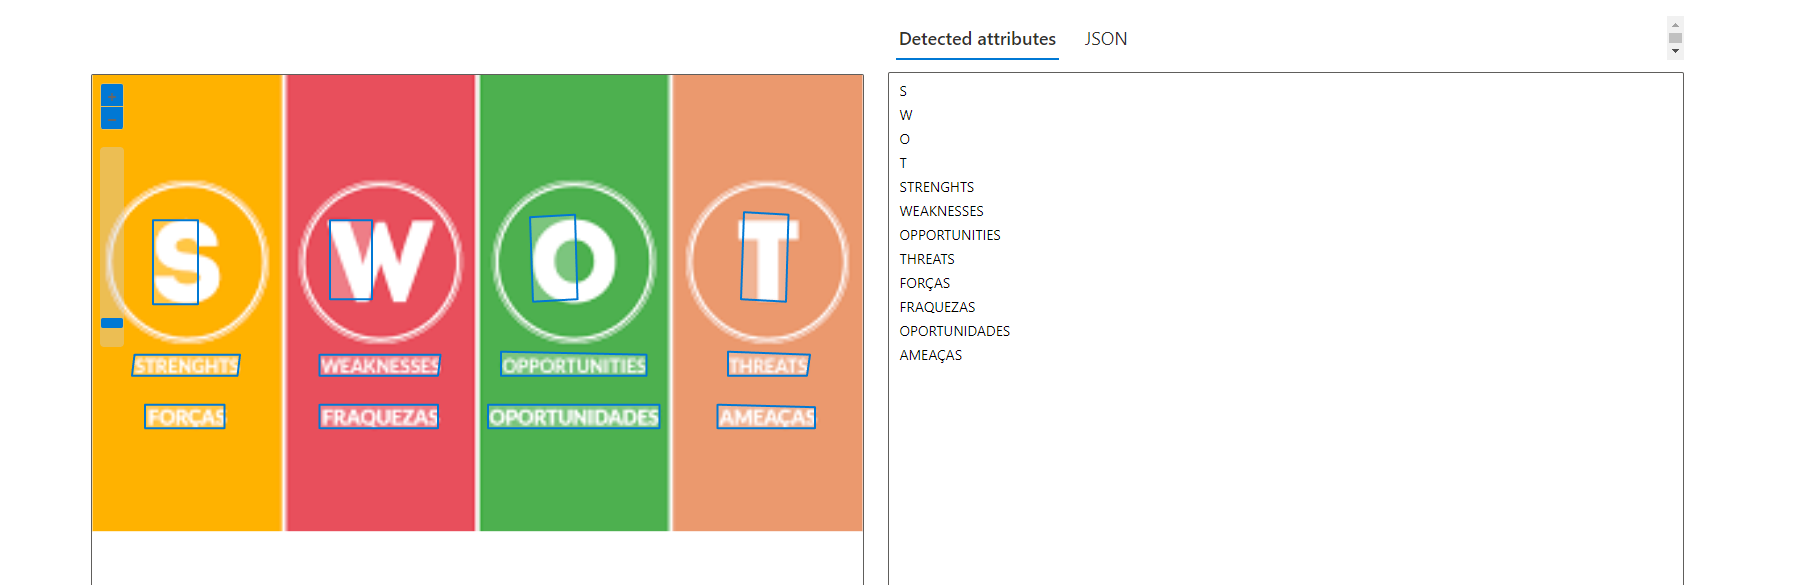 Detected attributes JSON
S W O T
STRENGHTS WEAKNESSES OPPORTUNITIES THREATS
FORÇAS FRAQUEZAS OPORTUNIDADES AMEAÇAS
S
W
O
T
STRENGHTS
WEAKNESSES
OPPORTUNITIES
THREATS
FORÇAS
FRAQUEZAS
OPORTUNIDADES
AMEAÇAS